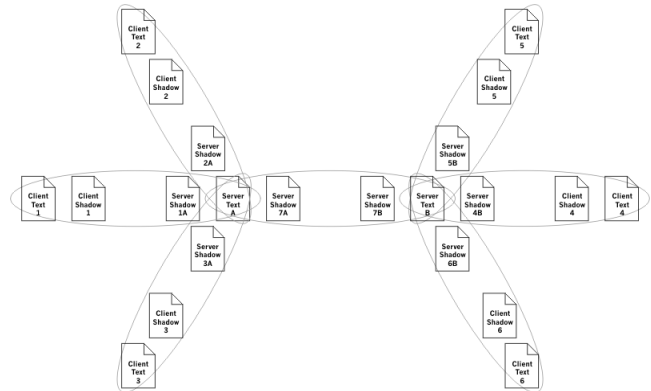 Client
Text
2
Client
Text
5
Client
Shadow
2
Client
Shadow
5
Server
Shadow
2A
Server
Shadow
5B
Client
Text
1
Client
Shadow
1
Server
Shadow
1A
Server
Text
A
Server
Shadow
7A
Server
Shadow
7B
Server
Text
B
Server
Shadow
4B
Client
Shadow
4
Client
Text
4
Server
Shadow
3A
Server
Shadow
6B
Client
Shadow
3
Client
Shadow
6
Client
Text
3
Client
Text
6